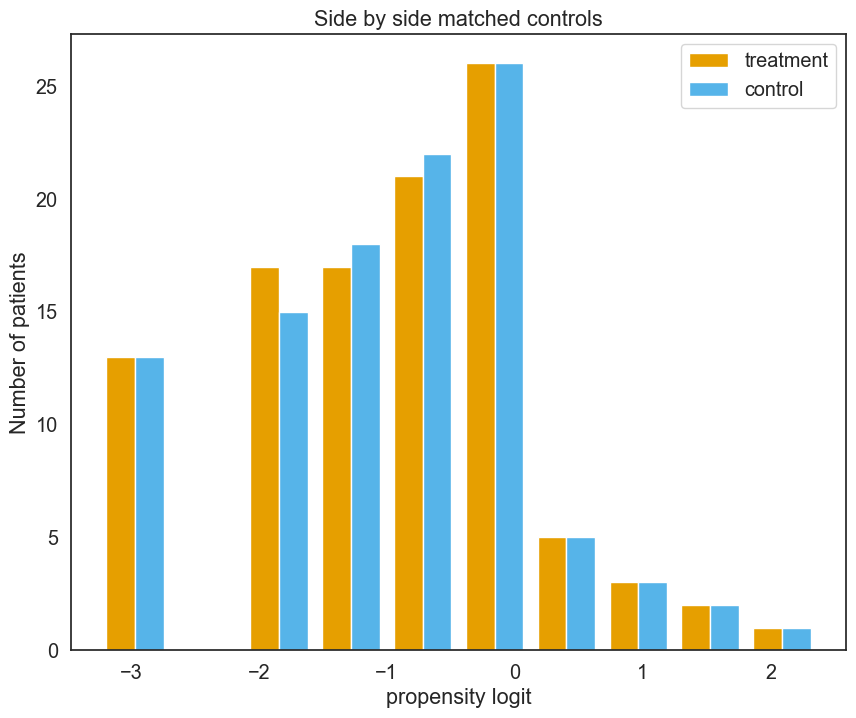 Side by side matched controls
treatment
control
25
20
15
10
5
0
Number of patients
−3 −2 −1 0 1 2
propensity logit